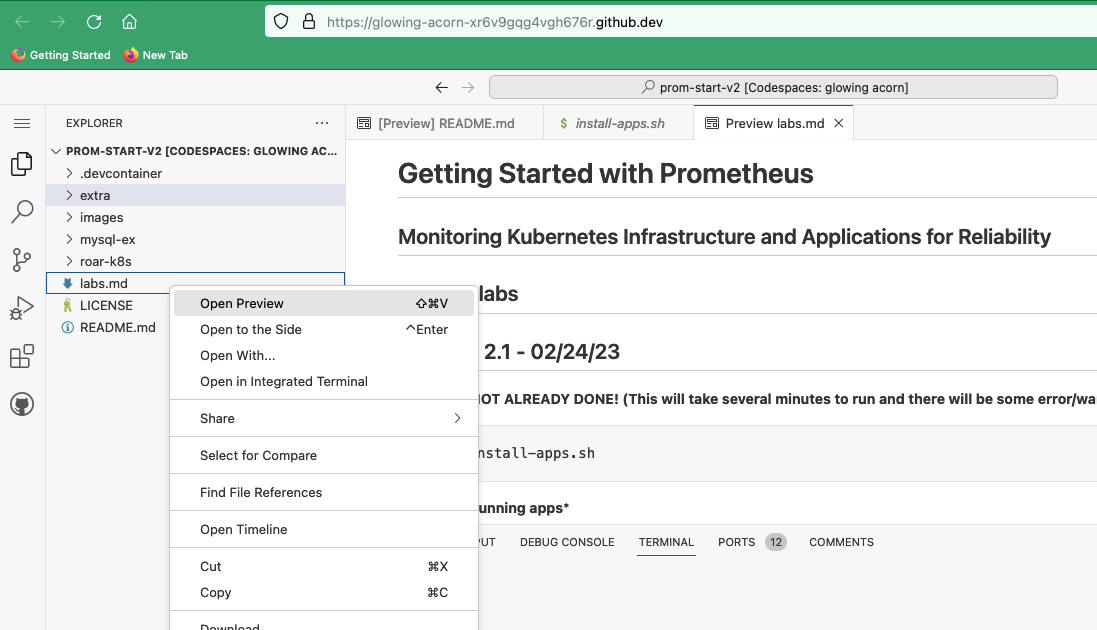 https://glowing-acorn-xr6v9gqg4vgh676r.github.dev
Getting Started
New Tab
prom-start-v2 [Codespaces: glowing acorn]
EXPLORER
PROM-START-V2 [CODESPACES: GLOWING AC...
.devcontainer
extra
images
mysql-ex
roar-k8s
labs.md
LICENSE
README.md
[Preview] README.md
$ install-apps.sh
Preview labs.md
Getting Started with Prometheus
Monitoring Kubernetes Infrastructure and Applications for Reliability
labs
2.1 - 02/24/23
ALREADY DONE! (This will take several minutes to run and there will be some
nstall-apps.sh
unning apps*
Open Preview ⇧⌘V
Open to the Side ^Enter
Open With...
Open in Integrated Terminal
Share
Select for Compare
Find File References
Open Timeline
Cut ⌘X
Copy ⌘C
Download
DEBUG CONSOLE
TERMINAL
PORTS 12
COMMENTS